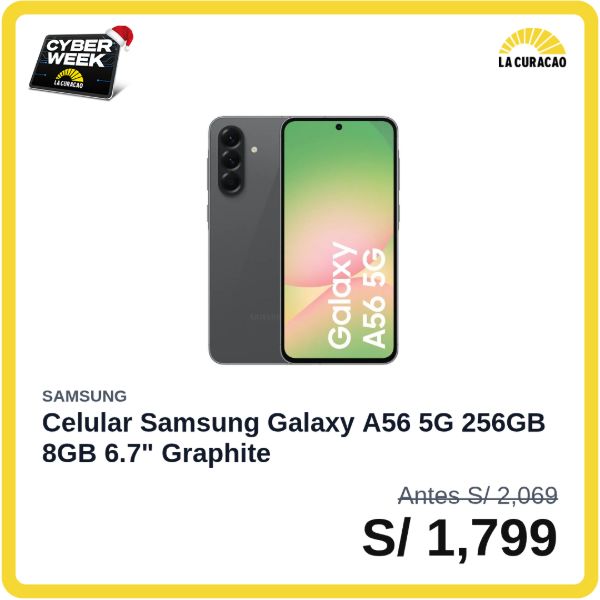 CYBER
WEEK
LA CURACAO
LA CURACAO
Galaxy
A56 5G
SAMSUNG
SAMSUNG
Celular Samsung Galaxy A56 5G 256GB
8GB 6.7" Graphite
Antes S/ 2,069
S/ 1,799